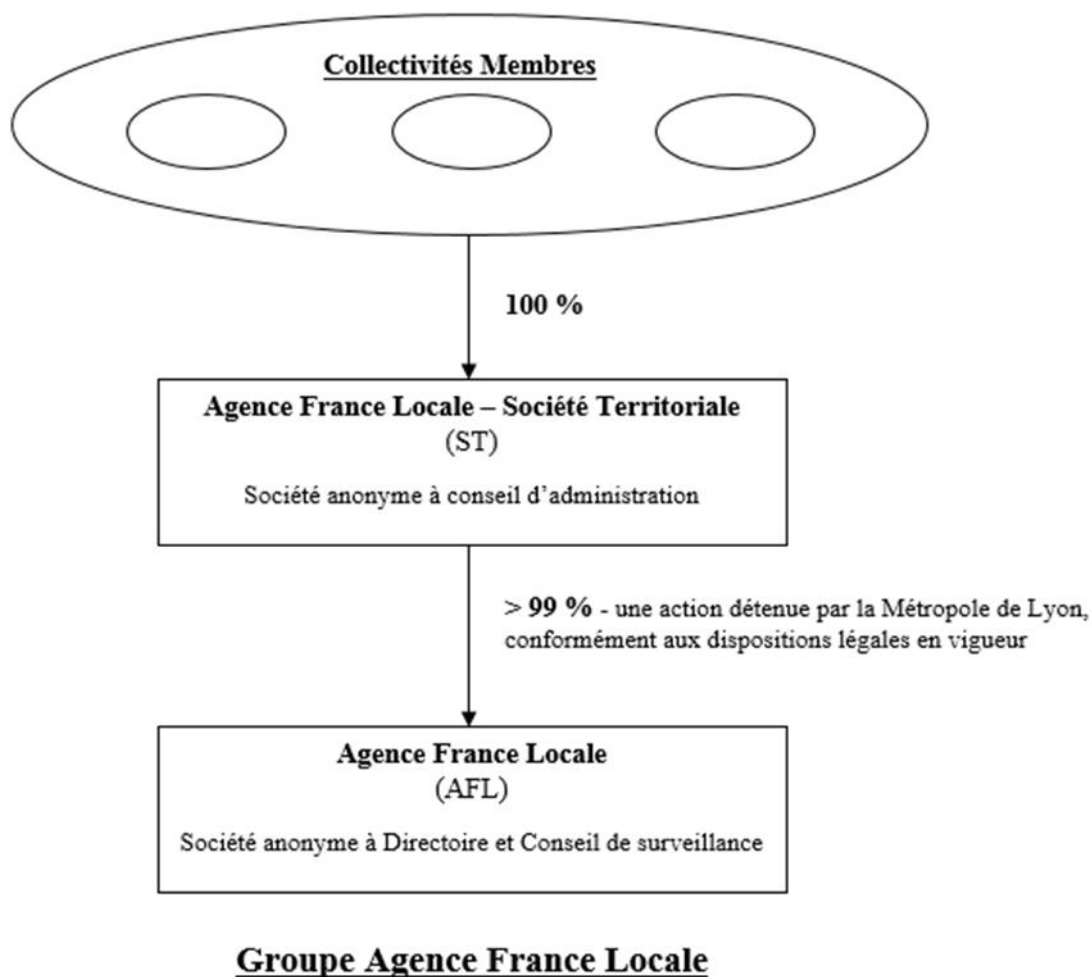 Collectivités Membres
100 %
Agence France Locale – Société Territoriale
(ST)
Société anonyme à conseil d’administration
> 99 % - une action détenue par la Métropole de Lyon,
conformément aux dispositions légales en vigueur
Agence France Locale
(AFL)
Société anonyme à Directoire et Conseil de surveillance
Groupe Agence France Locale